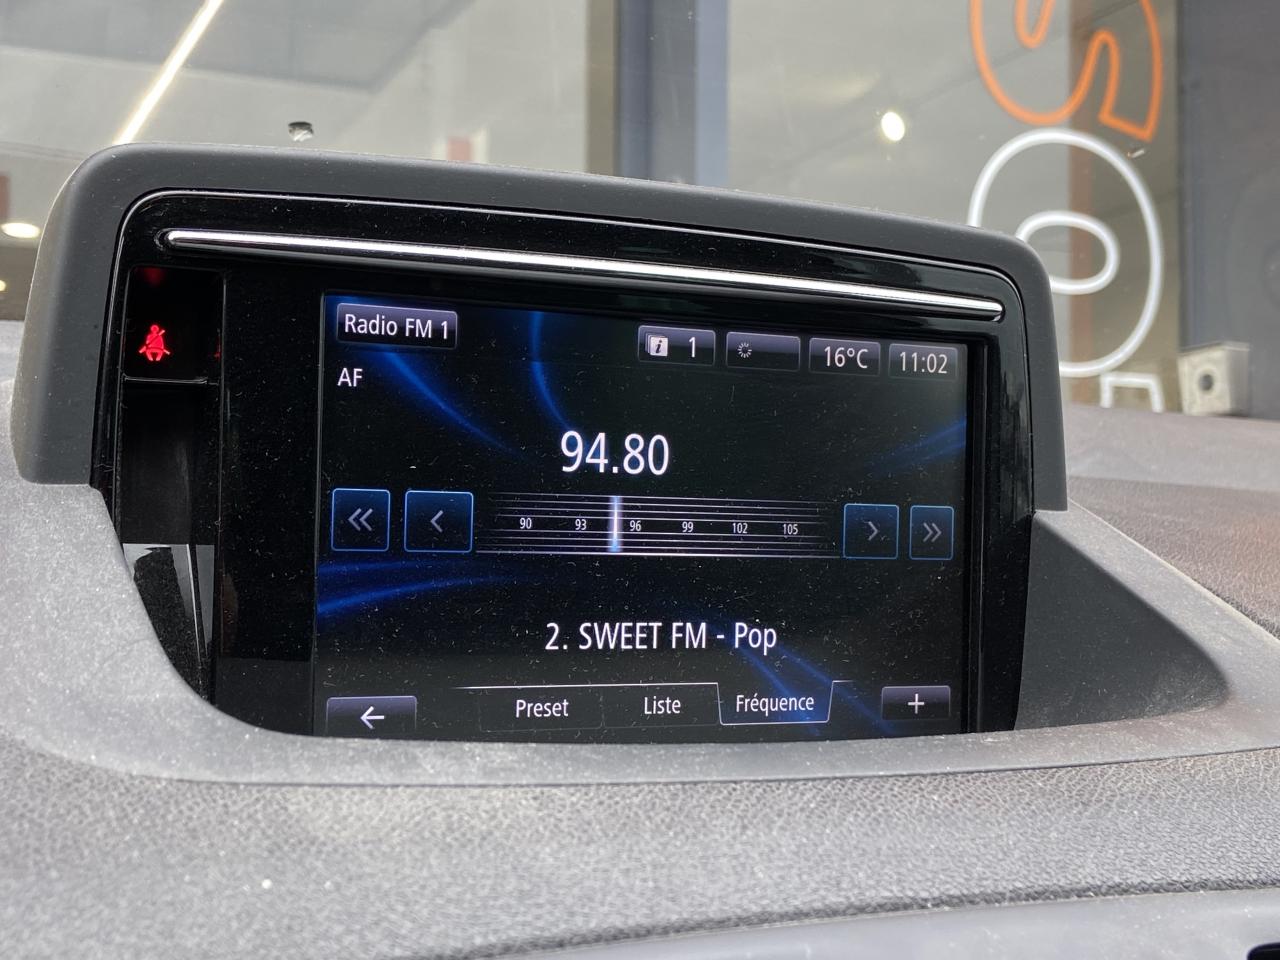 Radio FM 1
1
16°C
11:02
AF
94.80
90 93 96 99 102 105
2. SWEET FM - Pop
Preset
Liste
Fréquence
+